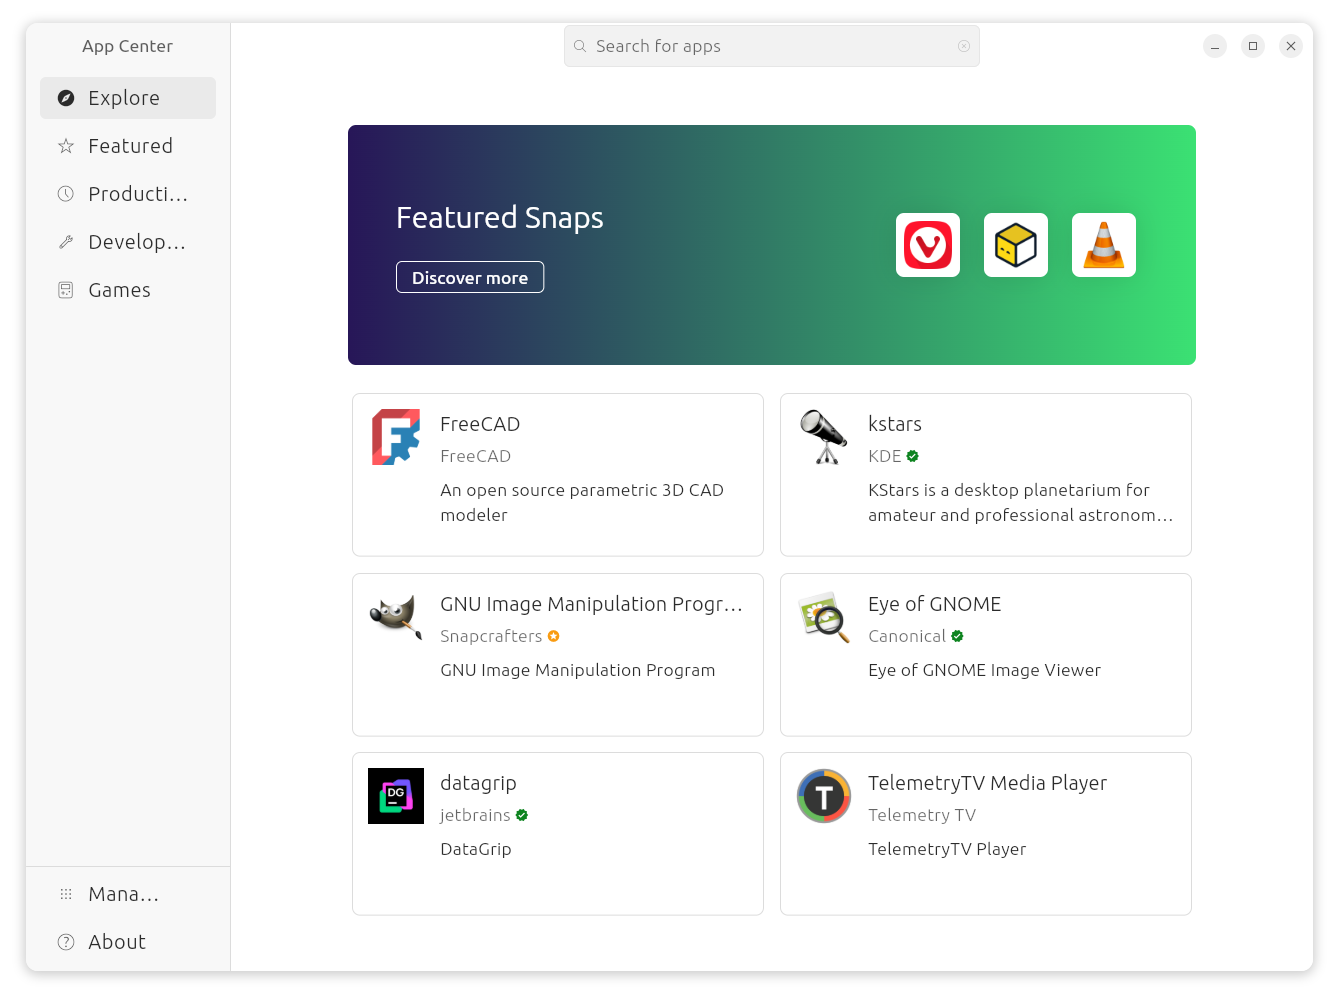 App Center
Search for apps
Explore
Featured
Producti...
Develop...
Games
Mana...
About
Featured Snaps
Discover more
FreeCAD
FreeCAD
An open source parametric 3D CAD
modeler
kstars
KDE
KStars is a desktop planetarium for
amateur and professional astronom...
GNU Image Manipulation Progr...
Snapcrafters
GNU Image Manipulation Program
Eye of GNOME
Canonical
Eye of GNOME Image Viewer
DG
datagrip
jetbrains
DataGrip
T
TelemetryTV Media Player
Telemetry TV
TelemetryTV Player